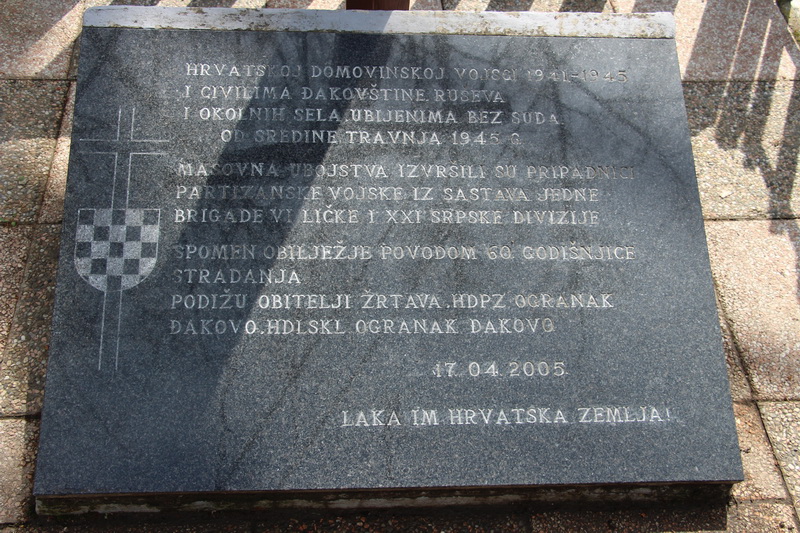 HRVATSKOJ DOMOVINSKOJ VOJSCI 1941-1945
I CIVILIMA ĐAKOVŠTINE, RUŠEVA
I OKOLNIH SELA, UBIJENIMA BEZ SUDA
OD SREDINE TRAVNJA 1945 G.
MASOVNA UBOJSTVA IZVRŠILI SU PRIPADNICI
PARTIZANSKE VOJSKE IZ SASTAVA JEDNE
BRIGADE VI LIČKE I XXI SRPSKE DIVIZIJE
SPOMEN OBILJEŽJE POVODOM 60 GODIŠNJICE
STRADANJA
PODIŽU OBITELJI ŽRTAVA, HDPZ OGRANAK
ĐAKOVO, HDLSKL OGRANAK ĐAKOVO
17. 04. 2005.
LAKA IM HRVATSKA ZEMLJA!